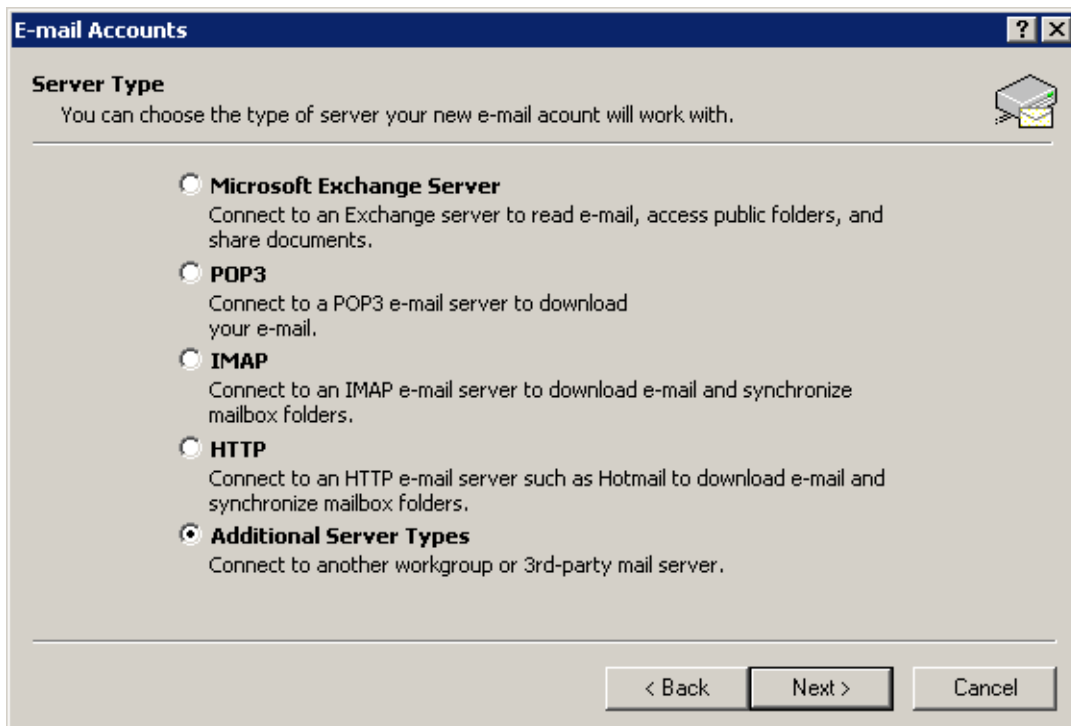 E-mail Accounts
Server Type
You can choose the type of server your new e-mail acount will work with.
Microsoft Exchange Server
Connect to an Exchange server to read e-mail, access public folders, and
share documents.
POP3
Connect to a POP3 e-mail server to download
your e-mail.
IMAP
Connect to an IMAP e-mail server to download e-mail and synchronize
mailbox folders.
HTTP
Connect to an HTTP e-mail server such as Hotmail to download e-mail and
synchronize mailbox folders.
Additional Server Types
Connect to another workgroup or 3rd-party mail server.
< Back Next > Cancel